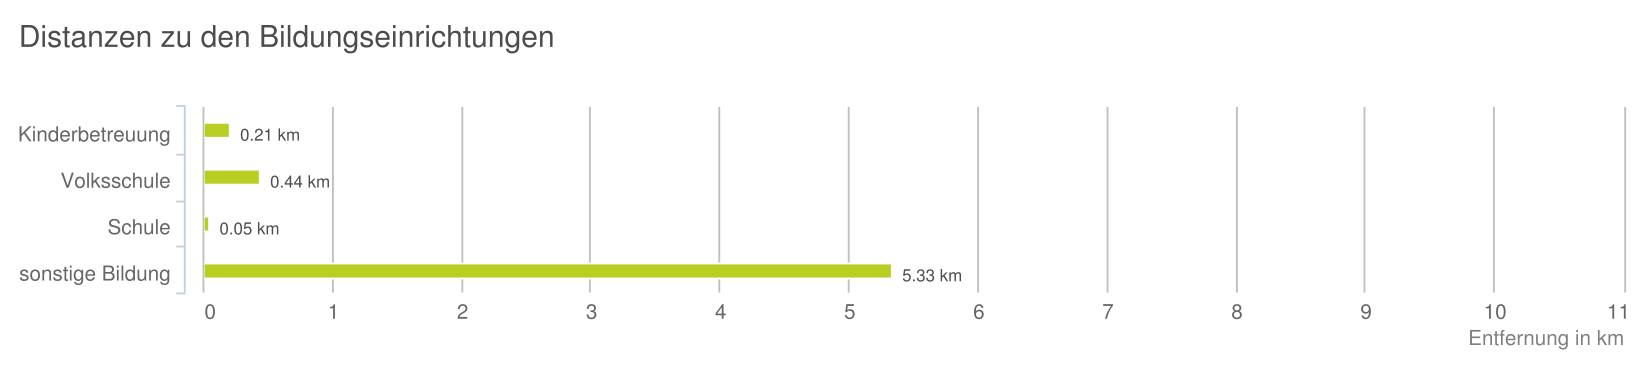 Distanzen zu den Bildungseinrichtungen
Kinderbetreuung 0.21 km
Volksschule 0.44 km
Schule 0.05 km
sonstige Bildung 5.33 km
0 1 2 3 4 5 6 7 8 9 10 11
Entfernung in km